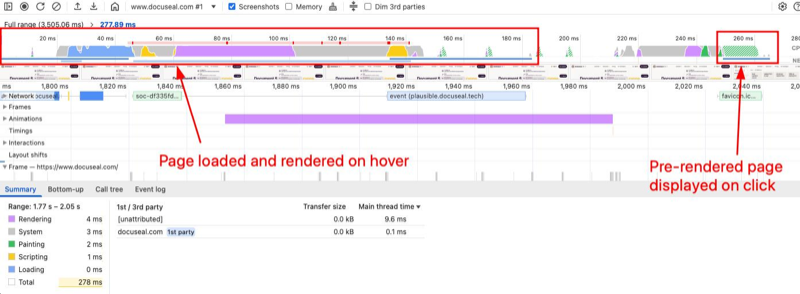 www.docuseal.com #1 Screenshots Memory Dim 3rd parties
Full range (3,505.06 ms) 277.89 ms
20 ms 40 ms 60 ms 80 ms 100 ms 120 ms 140 ms 160 ms 180 ms 200 ms 220 ms 240 ms 260 ms
CP
NE
ms 1,800 ms 1,820 ms 1,840 ms 1,860 ms 1,880 ms 1,900 ms 1,920 ms 1,940 ms 1,960 ms 1,980 ms 2,000 ms 2,020 ms 2,040 ms 2,0
Network ocuseal soc-df335fd... event (plausible.docuseal.tech) favicon.ic...
Frames
Animations
Timings
Interactions
Layout shifts
Frame — https://www.docuseal.com/
Page loaded and rendered on hover
Pre-rendered page
displayed on click
Summary Bottom-up Call tree Event log
Range: 1.77 s – 2.05 s
Rendering 4 ms
System 3 ms
Painting 2 ms
Scripting 1 ms
Loading 0 ms
Total 278 ms
1st / 3rd party Transfer size Main thread time
[unattributed] 0.0 kB 9.6 ms
docuseal.com 1st party 0.0 kB 0.1 ms